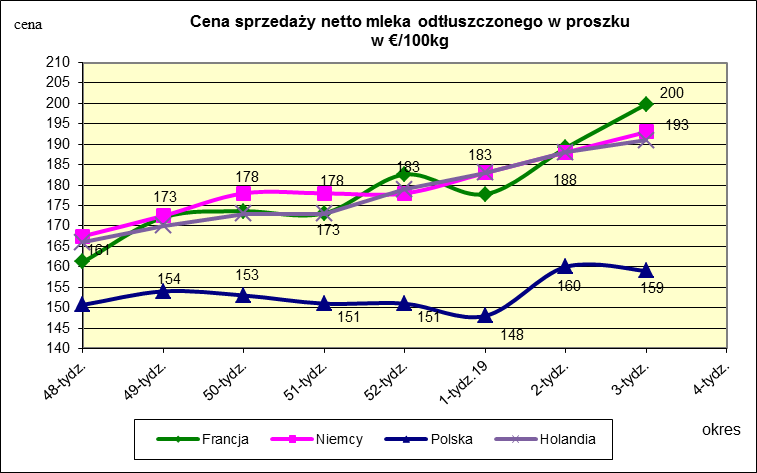 cena
Cena sprzedaży netto mleka odtłuszczonego w proszku
w €/100kg
210
205
200
195
190
185
180
175
170
165
160
155
150
145
140
161
173
154
178
153
178
173
151
183
151
183
148
188
160
200
193
159
48-tydz.
49-tydz.
50-tydz.
51-tydz.
52-tydz.
1-tydz.19
2-tydz.
3-tydz.
4-tydz.
okres
Francja
Niemcy
Polska
Holandia